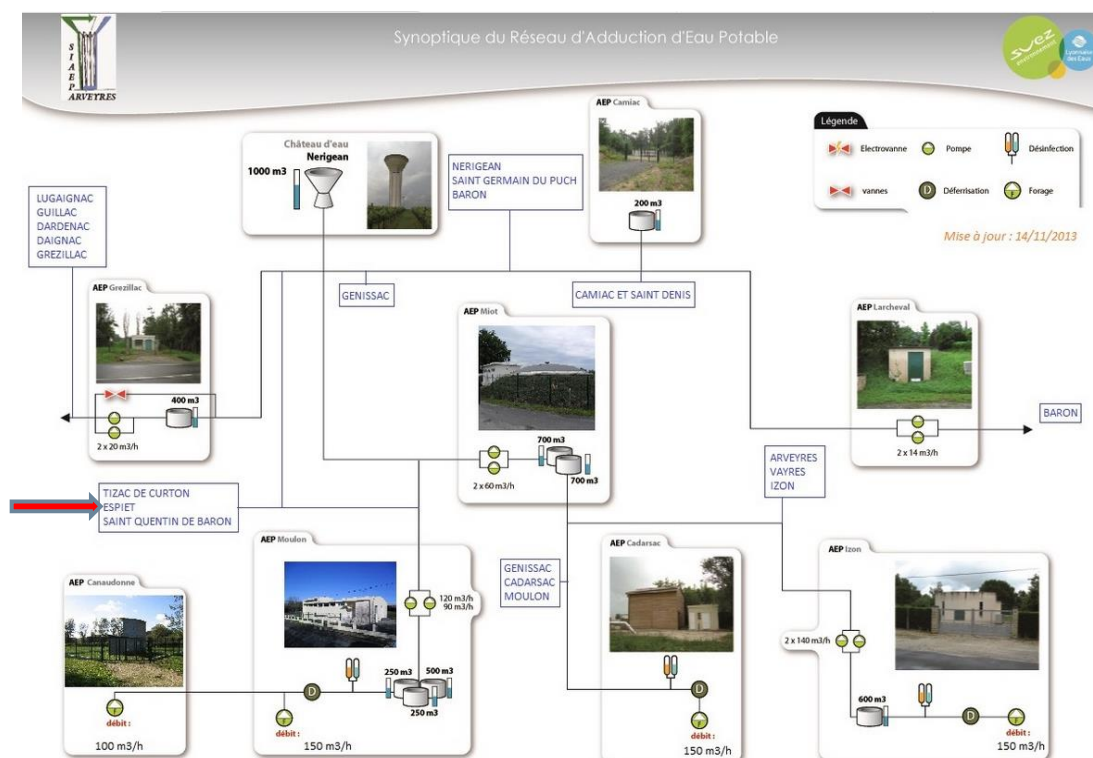 SIAEP
ARVEYRES
Synoptique du Réseau d'Adduction d'Eau Potable
suez
environnement
Lyonnaise
des Eaux
Légende
Electrovanne
Pompe
Désinfection
vannes
Déferrisation
Forage
Mise à jour : 14/11/2013
Château d'eau
Nerigean
1000 m3
NERIGEAN
SAINT GERMAIN DU PUCH
BARON
AEP Camiac
200 m3
LUGAIGNAC
GUILLAC
DARDENAC
DAIGNAC
GREZILLAC
GENISSAC
CAMIAC ET SAINT DENIS
AEP Grezillac
400 m3
2 x 20 m3/h
AEP Miot
700 m3
700 m3
2 x 60 m3/h
AEP Larcheval
2 x 14 m3/h
BARON
ARVEYRES
VAYRES
IZON
TIZAC DE CURTON
ESPIET
SAINT QUENTIN DE BARON
GENISSAC
CADARSAC
MOULON
AEP Canaudonne
débit :
100 m3/h
AEP Moulon
120 m3/h
90 m3/h
250 m3
500 m3
250 m3
D
débit :
150 m3/h
AEP Cadarsac
D
débit :
150 m3/h
AEP Izon
2 x 140 m3/h
600 m3
D
débit :
150 m3/h